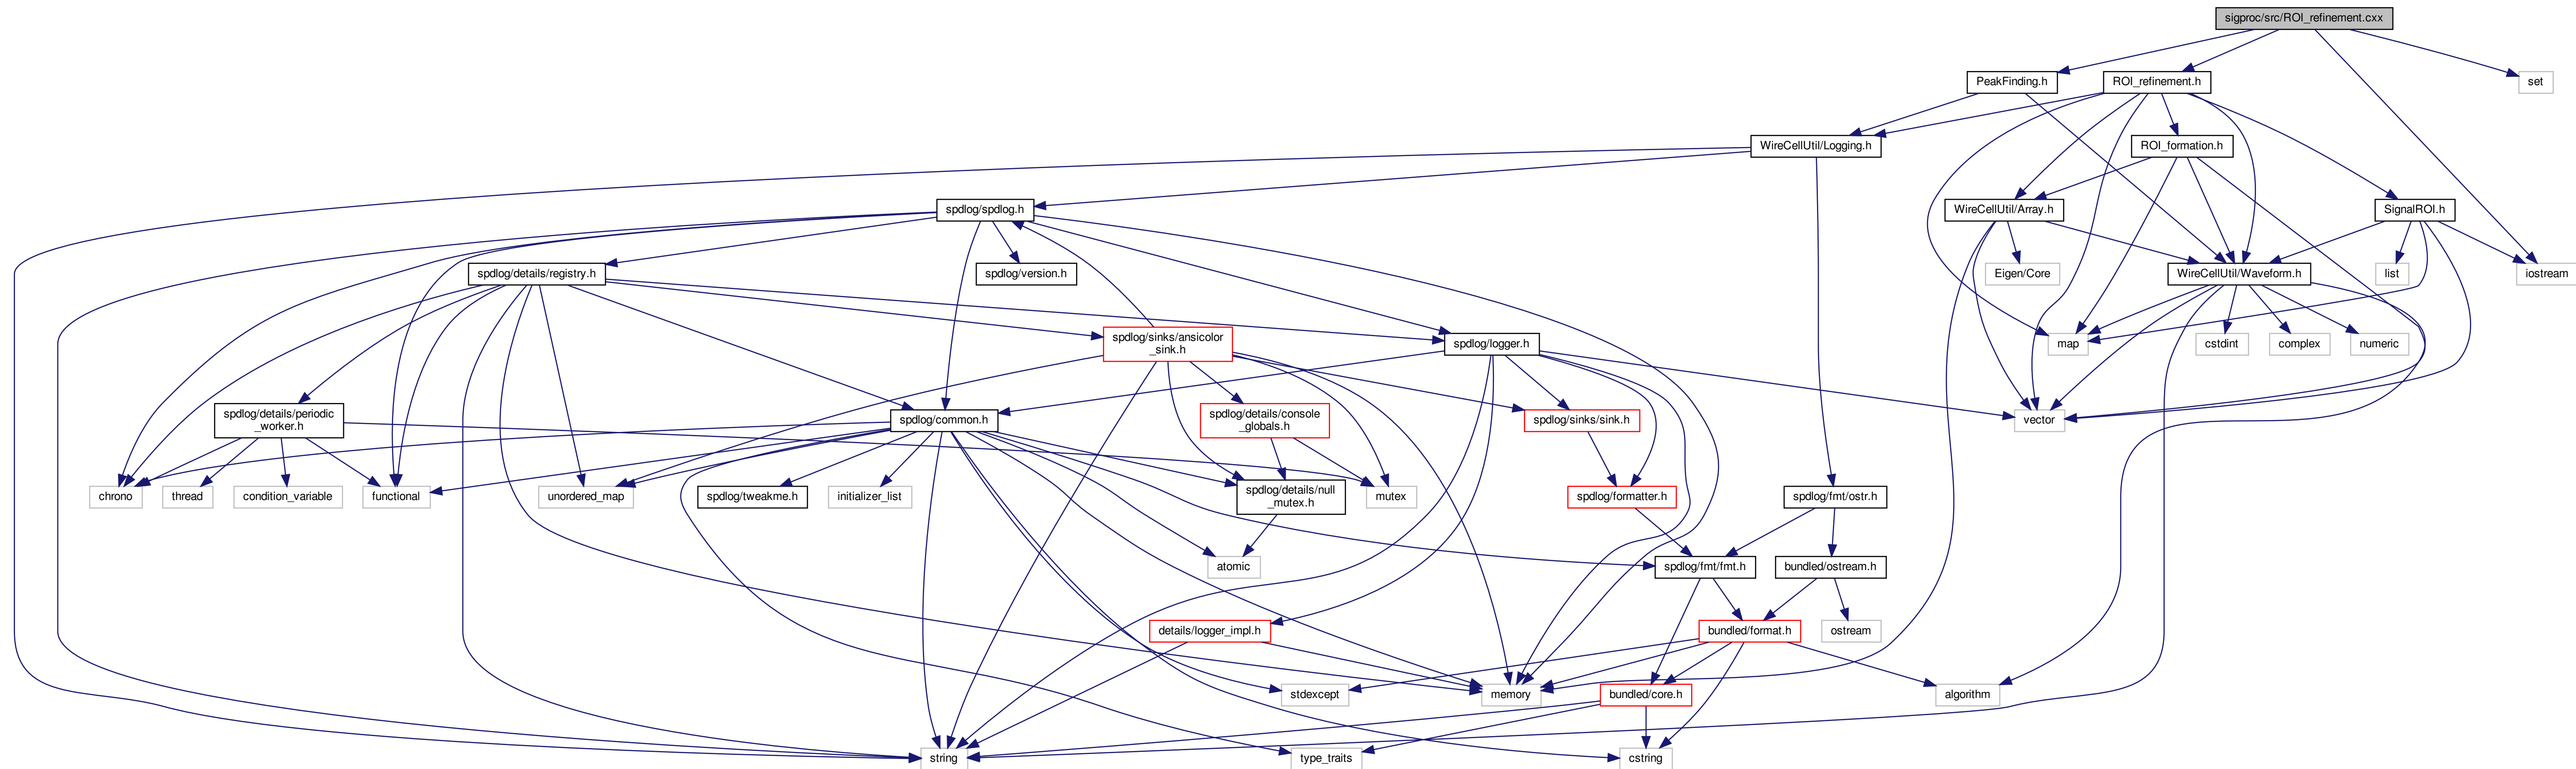 sigproc/src/ROI_refinement.cxx
PeakFinding.h
ROI_refinement.h
set
WireCellUtil/Logging.h
ROI_formation.h
spdlog/spdlog.h
WireCellUtil/Array.h
SignalROI.h
spdlog/details/registry.h
spdlog/version.h
Eigen/Core
WireCellUtil/Waveform.h
list
iostream
spdlog/sinks/ansicolor
_sink.h
spdlog/logger.h
map
cstdint
complex
numeric
spdlog/details/periodic
_worker.h
spdlog/common.h
spdlog/details/console
_globals.h
spdlog/sinks/sink.h
vector
chrono
thread
condition_variable
functional
unordered_map
spdlog/tweakme.h
initializer_list
spdlog/details/null
_mutex.h
mutex
spdlog/formatter.h
spdlog/fmt/ostr.h
atomic
spdlog/fmt/fmt.h
bundled/ostream.h
details/logger_impl.h
bundled/format.h
ostream
stdexcept
memory
bundled/core.h
algorithm
string
type_traits
cstring